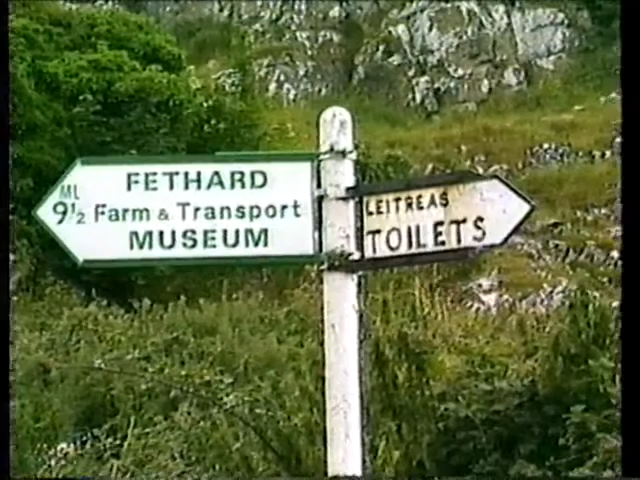 FETHARD
ML
9½ Farm & Transport
MUSEUM
LEITREAS
TOILETS